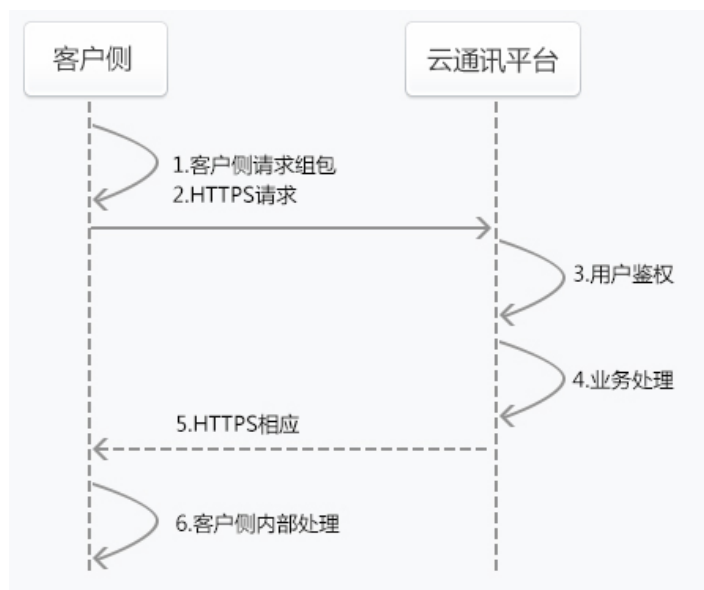 客户侧
云通讯平台
1.客户侧请求组包
2.HTTPS请求
3.用户鉴权
4.业务处理
5.HTTPS相应
6.客户侧内部处理